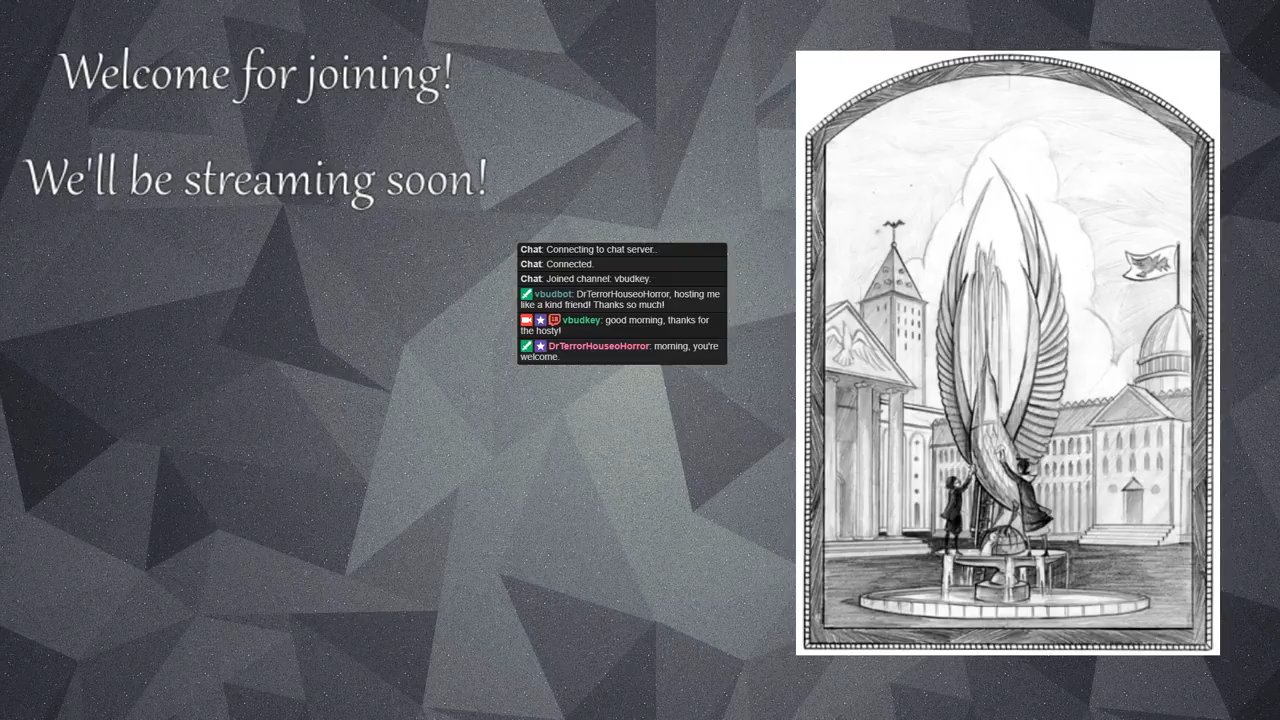 Welcome for joining!
We'll be streaming soon!
Chat: Connecting to chat server..
Chat: Connected.
Chat: Joined channel: vbudkey.
vbudbot: DrTerrorHouseoHorror, hosting me
like a kind friend! Thanks so much!
18 vbudkey: good morning, thanks for
the hosty!
DrTerrorHouseoHorror: morning, you're
welcome.